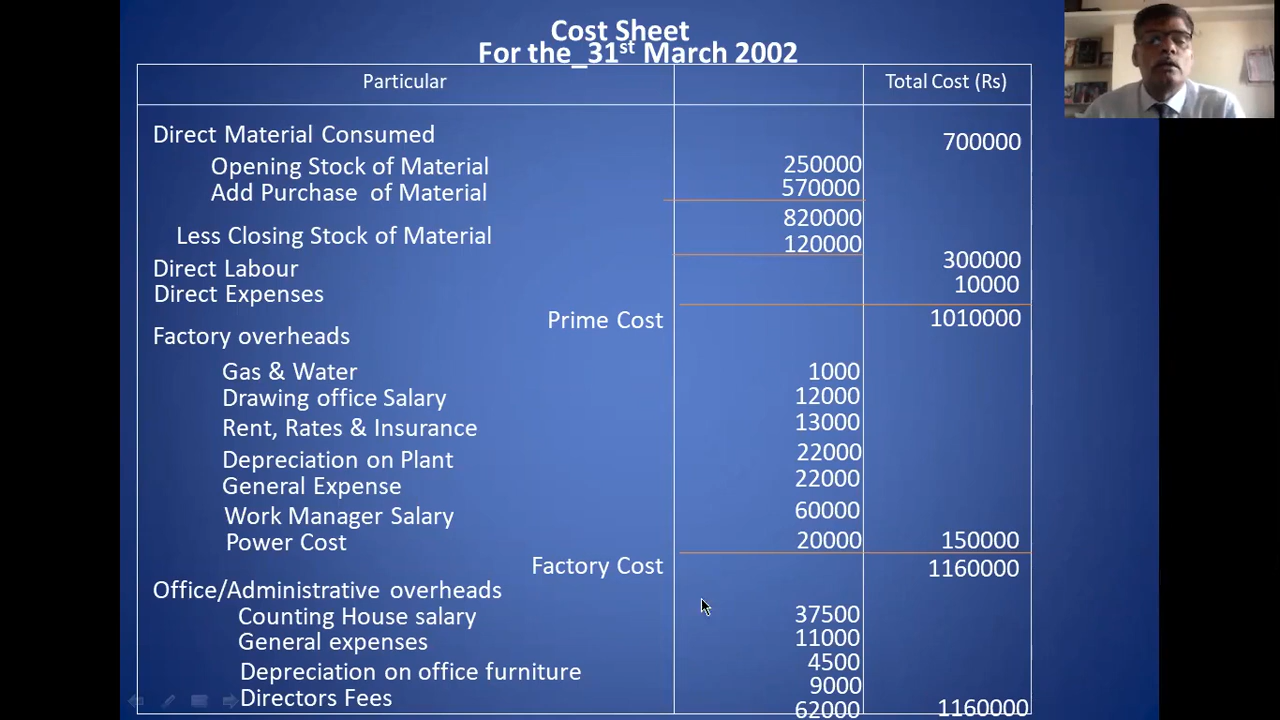 Cost Sheet
For the_31st March 2002
Particular Total Cost (Rs)
Direct Material Consumed 700000
Opening Stock of Material 250000
Add Purchase of Material 570000
820000
Less Closing Stock of Material 120000
Direct Labour 300000
Direct Expenses 10000
Prime Cost 1010000
Factory overheads
Gas & Water 1000
Drawing office Salary 12000
Rent, Rates & Insurance 13000
Depreciation on Plant 22000
General Expense 22000
Work Manager Salary 60000
Power Cost 20000 150000
Factory Cost 1160000
Office/Administrative overheads
Counting House salary 37500
General expenses 11000
Depreciation on office furniture 4500
Directors Fees 9000
62000 1160000